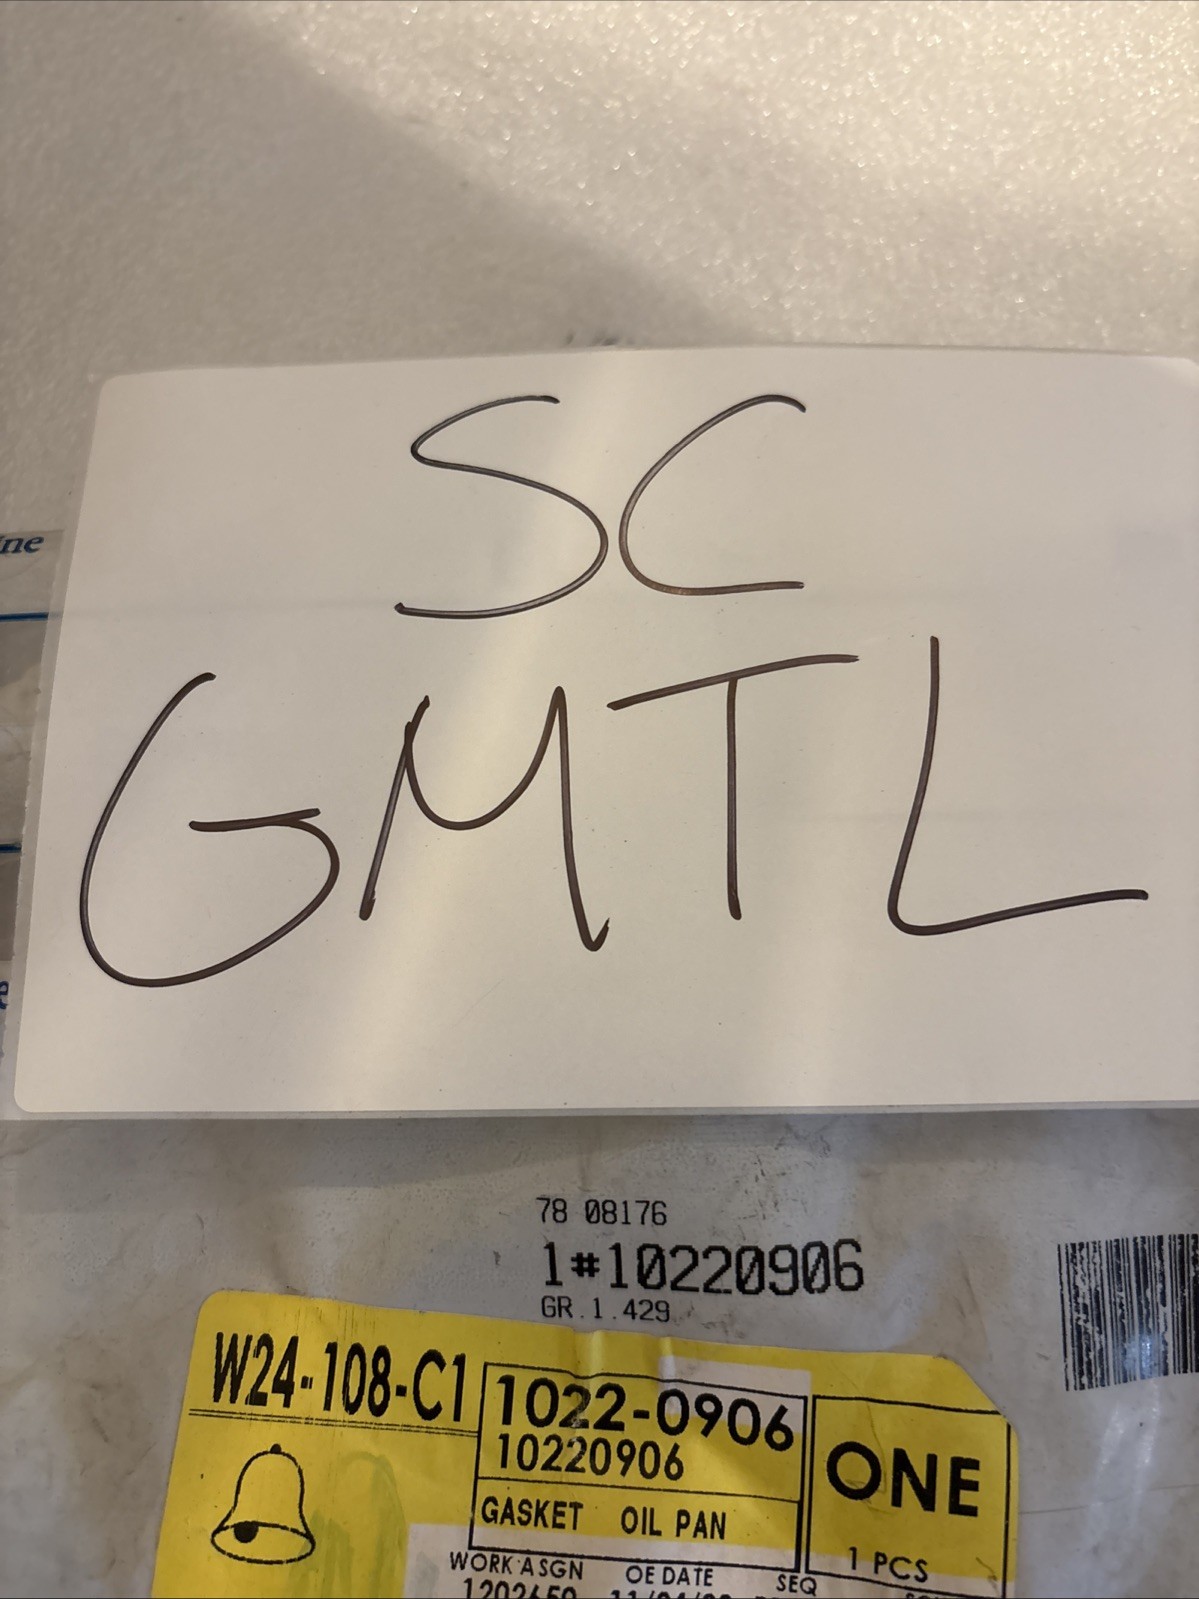 SC
GMTL
78 08176
1#10220906
GR.1.429
W24-108-C1
1022-0906
10220906
ONE
GASKET OIL PAN
1 PCS
WORK ASGN OE DATE SEQ